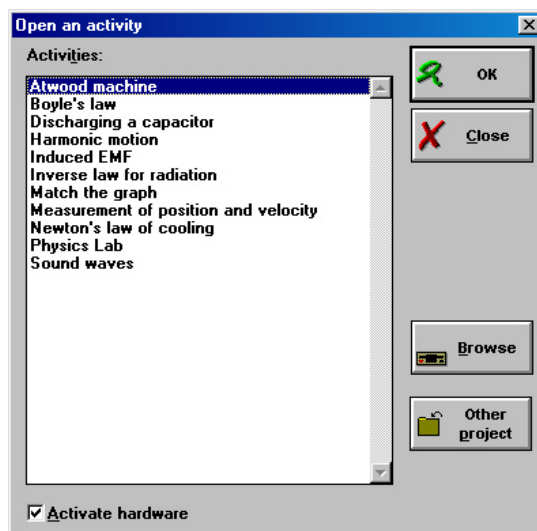 Open an activity
Activities:
Atwood machine
Boyle's law
Discharging a capacitor
Harmonic motion
Induced EMF
Inverse law for radiation
Match the graph
Measurement of position and velocity
Newton's law of cooling
Physics Lab
Sound waves
OK
Close
Browse
Other
project
Activate hardware